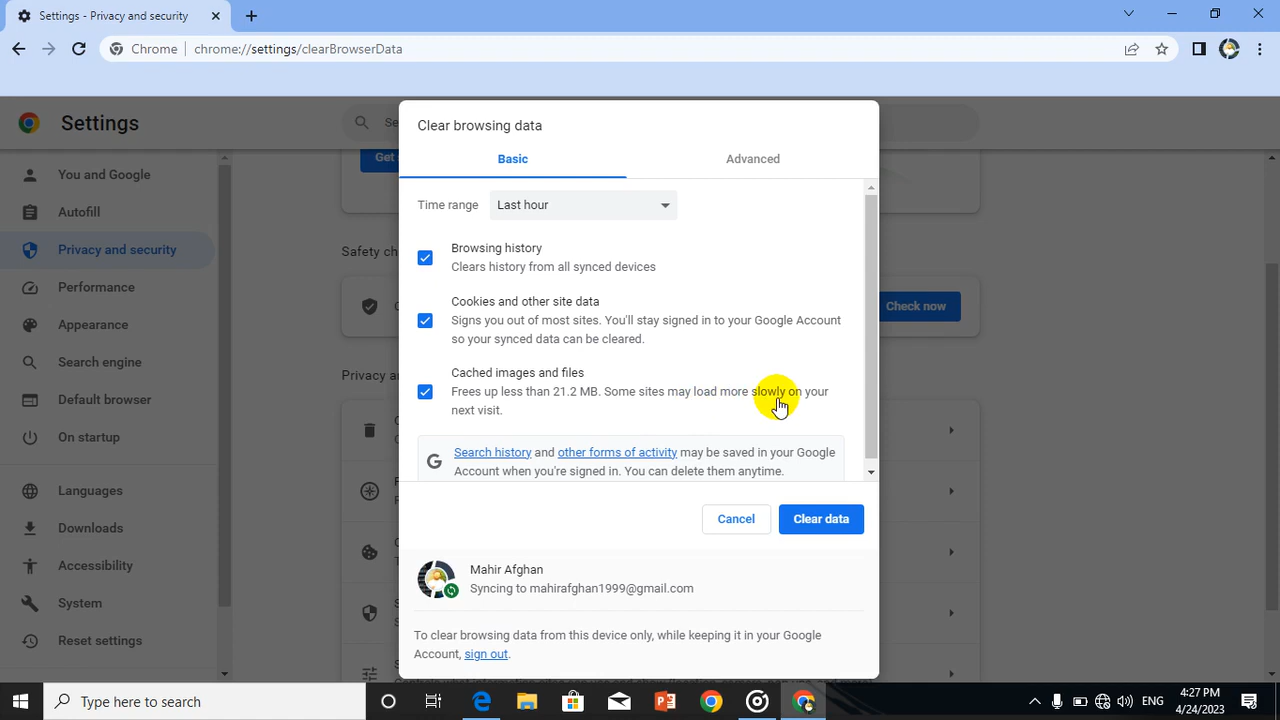 Settings - Privacy and security
Chrome
chrome://settings/clearBrowserData
Settings
Se
You and Google
Autofill
Privacy and security
Performance
Appearance
Search engine
Default browser
On startup
Languages
Downloads
Accessibility
System
Reset settings
Get
Safety ch
Check now
Privacy an
Clear browsing data
Basic
Advanced
Time range
Last hour
Browsing history
Clears history from all synced devices
Cookies and other site data
Signs you out of most sites. You'll stay signed in to your Google Account
so your synced data can be cleared.
Cached images and files
Frees up less than 21.2 MB. Some sites may load more slowly on your
next visit.
Search history and other forms of activity may be saved in your Google
Account when you're signed in. You can delete them anytime.
Cancel
Clear data
Mahir Afghan
Syncing to mahirafghan1999@gmail.com
To clear browsing data from this device only, while keeping it in your Google
Account, sign out.
Type here to search
ENG
4:27 PM
4/24/2023